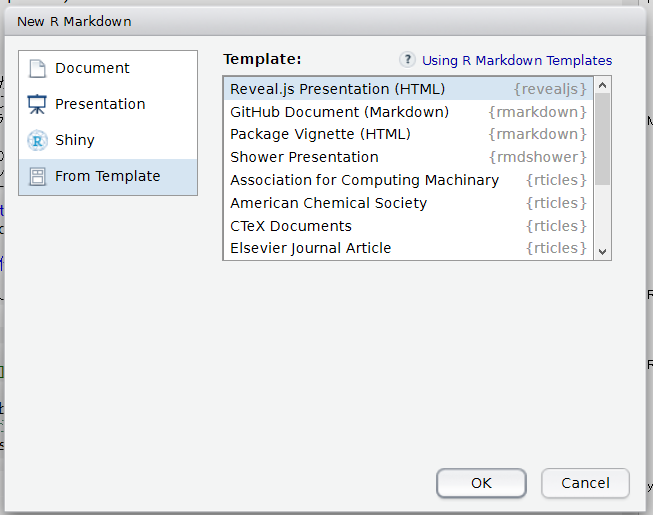 New R Markdown
Document
Presentation
Shiny
From Template
Template:
? Using R Markdown Templates
Reveal.js Presentation (HTML) {revealjs}
GitHub Document (Markdown) {rmarkdown}
Package Vignette (HTML) {rmarkdown}
Shower Presentation {rmdshower}
Association for Computing Machinary {rticles}
American Chemical Society {rticles}
CTeX Documents {rticles}
Elsevier Journal Article {rticles}
OK
Cancel